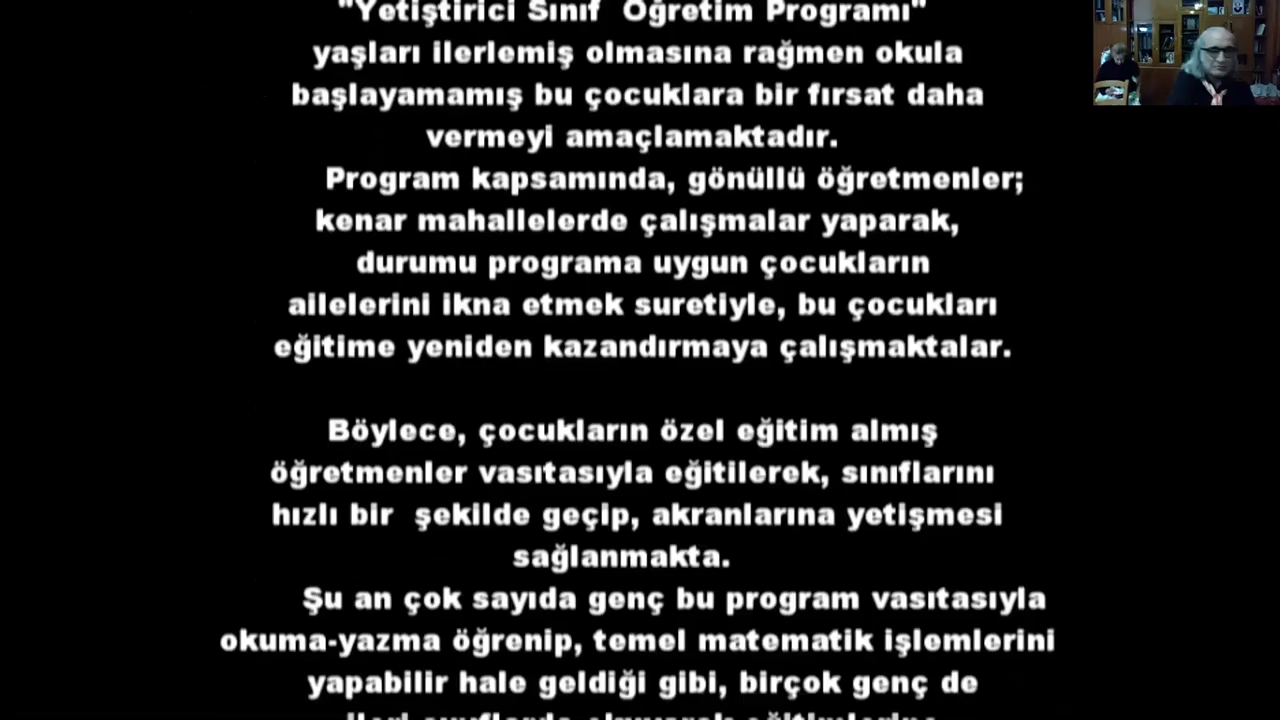 "Yetiştirici Sınıf Öğretim Programı"
yaşları ilerlemiş olmasına rağmen okula
başlayamamış bu çocuklara bir fırsat daha
vermeyi amaçlamaktadır.
Program kapsamında, gönüllü öğretmenler;
kenar mahallelerde çalışmalar yaparak,
durumu programa uygun çocukların
ailelerini ikna etmek suretiyle, bu çocukları
eğitime yeniden kazandırmaya çalışmaktalar.
Böylece, çocukların özel eğitim almış
öğretmenler vasıtasıyla eğitilerek, sınıflarını
hızlı bir şekilde geçip, akranlarına yetişmesi
sağlanmakta.
Şu an çok sayıda genç bu program vasıtasıyla
okuma-yazma öğrenip, temel matematik işlemlerini
yapabilir hale geldiği gibi, birçok genç de